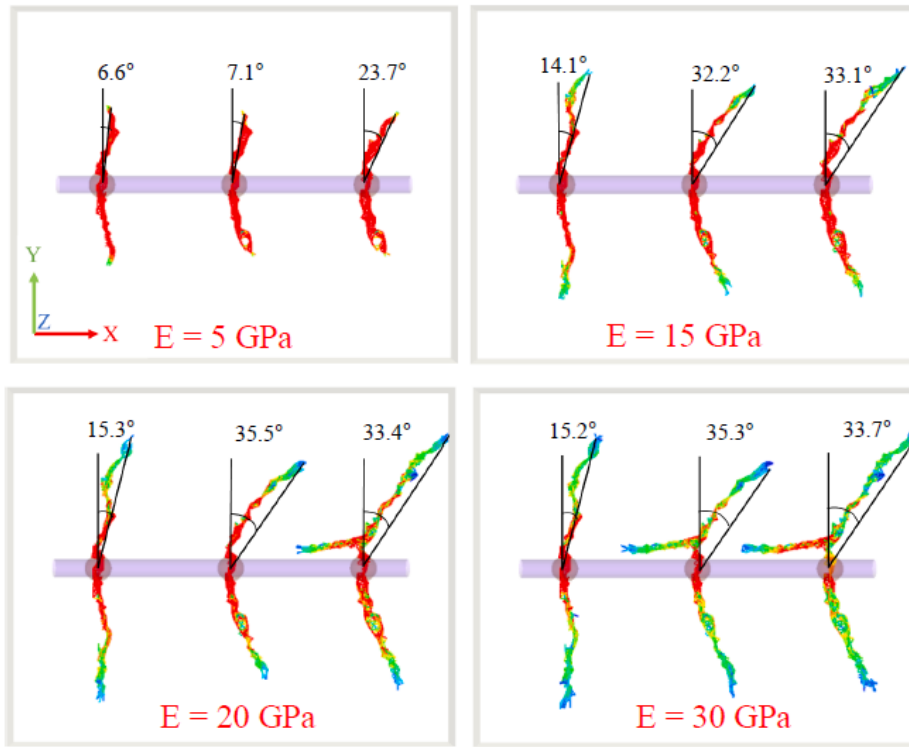 6.6° 7.1° 23.7°
Y
Z
X
E = 5 GPa
14.1° 32.2° 33.1°
E = 15 GPa
15.3° 35.5° 33.4°
E = 20 GPa
15.2° 35.3° 33.7°
E = 30 GPa